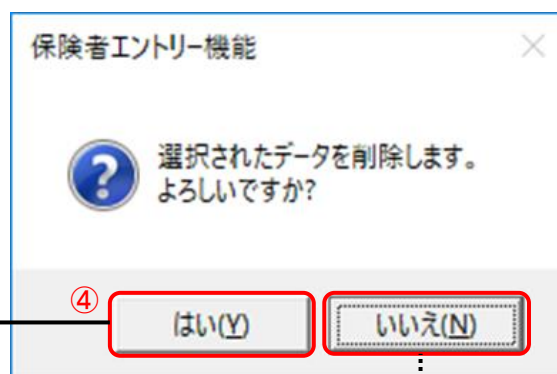 保険者エントリー機能
選択されたデータを削除します。
よろしいですか?
④
はい(Y)
いいえ(N)